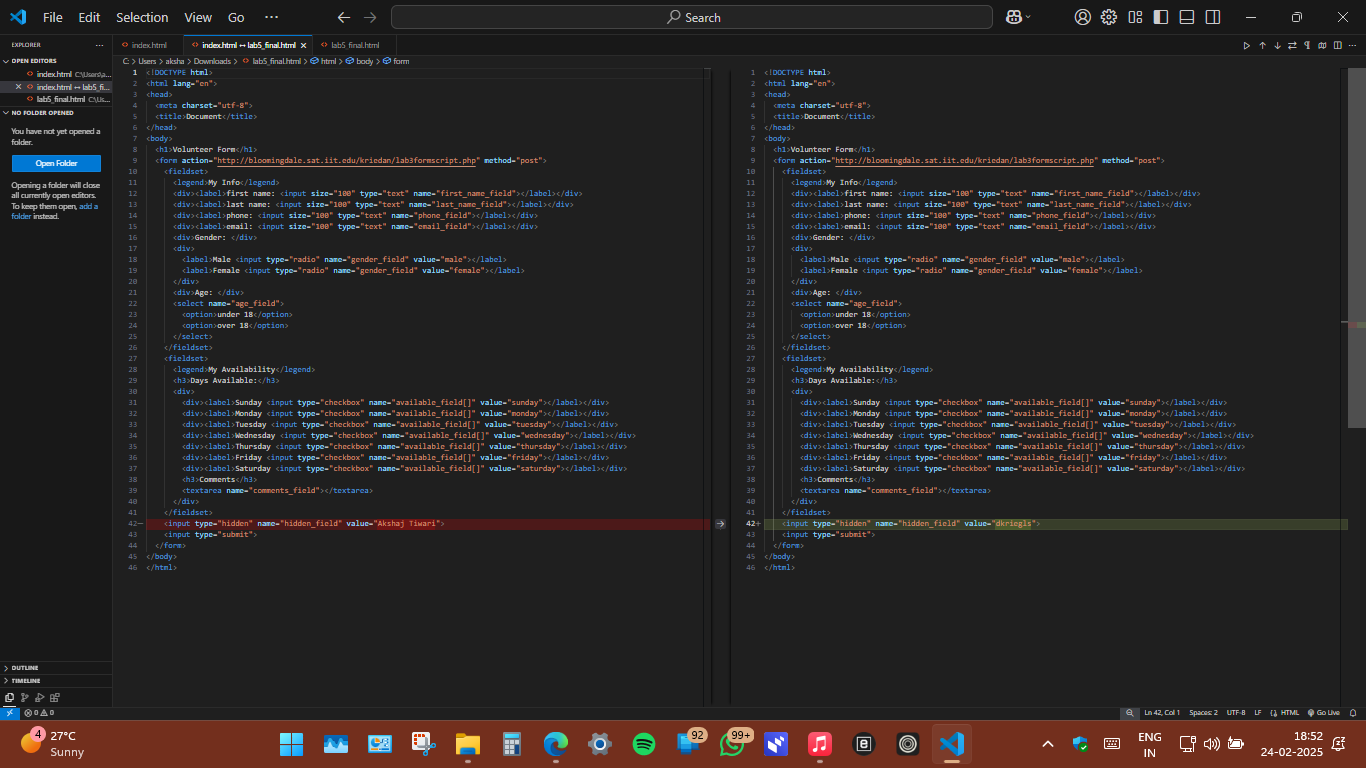 File Edit Selection View Go ··· Search
EXPLORER ···
OPEN EDITORS
index.html C:\Users\a...
index.html ↔ lab5_fi...
lab5_final.html C:\Us...
NO FOLDER OPENED
You have not yet opened a
folder.
Open Folder
Opening a folder will close
all currently open editors.
To keep them open, add a
folder instead.
OUTLINE
TIMELINE
index.html index.html ↔ lab5_final.html lab5_final.html
C: > Users > aksha > Downloads > lab5_final.html > html > body > form
1 <!DOCTYPE html>
2 <html lang="en">
3 <head>
4 <meta charset="utf-8">
5 <title>Document</title>
6 </head>
7 <body>
8 <h1>Volunteer Form</h1>
9 <form action="http://bloomingdale.sat.iit.edu/kriedan/lab3formscript.php" method="post">
10 <fieldset>
11 <legend>My Info</legend>
12 <div><label>first name: <input size="100" type="text" name="first_name_field"></label></div>
13 <div><label>last name: <input size="100" type="text" name="last_name_field"></label></div>
14 <div><label>phone: <input size="100" type="text" name="phone_field"></label></div>
15 <div><label>email: <input size="100" type="text" name="email_field"></label></div>
16 <div>Gender: </div>
17 <div>
18 <label>Male <input type="radio" name="gender_field" value="male"></label>
19 <label>Female <input type="radio" name="gender_field" value="female"></label>
20 </div>
21 <div>Age: </div>
22 <select name="age_field">
23 <option>under 18</option>
24 <option>over 18</option>
25 </select>
26 </fieldset>
27 <fieldset>
28 <legend>My Availability</legend>
29 <h3>Days Available:</h3>
30 <div>
31 <div><label>Sunday <input type="checkbox" name="available_field[]" value="sunday"></label></div>
32 <div><label>Monday <input type="checkbox" name="available_field[]" value="monday"></label></div>
33 <div><label>Tuesday <input type="checkbox" name="available_field[]" value="tuesday"></label></div>
34 <div><label>Wednesday <input type="checkbox" name="available_field[]" value="wednesday"></label></div>
35 <div><label>Thursday <input type="checkbox" name="available_field[]" value="thursday"></label></div>
36 <div><label>Friday <input type="checkbox" name="available_field[]" value="friday"></label></div>
37 <div><label>Saturday <input type="checkbox" name="available_field[]" value="saturday"></label></div>
38 <h3>Comments</h3>
39 <textarea name="comments_field"></textarea>
40 </div>
41 </fieldset>
42− <input type="hidden" name="hidden_field" value="Akshaj Tiwari">
43 <input type="submit">
44 </form>
45 </body>
46 </html>
1 <!DOCTYPE html>
2 <html lang="en">
3 <head>
4 <meta charset="utf-8">
5 <title>Document</title>
6 </head>
7 <body>
8 <h1>Volunteer Form</h1>
9 <form action="http://bloomingdale.sat.iit.edu/kriedan/lab3formscript.php" method="post">
10 <fieldset>
11 <legend>My Info</legend>
12 <div><label>first name: <input size="100" type="text" name="first_name_field"></label></div>
13 <div><label>last name: <input size="100" type="text" name="last_name_field"></label></div>
14 <div><label>phone: <input size="100" type="text" name="phone_field"></label></div>
15 <div><label>email: <input size="100" type="text" name="email_field"></label></div>
16 <div>Gender: </div>
17 <div>
18 <label>Male <input type="radio" name="gender_field" value="male"></label>
19 <label>Female <input type="radio" name="gender_field" value="female"></label>
20 </div>
21 <div>Age: </div>
22 <select name="age_field">
23 <option>under 18</option>
24 <option>over 18</option>
25 </select>
26 </fieldset>
27 <fieldset>
28 <legend>My Availability</legend>
29 <h3>Days Available:</h3>
30 <div>
31 <div><label>Sunday <input type="checkbox" name="available_field[]" value="sunday"></label></div>
32 <div><label>Monday <input type="checkbox" name="available_field[]" value="monday"></label></div>
33 <div><label>Tuesday <input type="checkbox" name="available_field[]" value="tuesday"></label></div>
34 <div><label>Wednesday <input type="checkbox" name="available_field[]" value="wednesday"></label></div>
35 <div><label>Thursday <input type="checkbox" name="available_field[]" value="thursday"></label></div>
36 <div><label>Friday <input type="checkbox" name="available_field[]" value="friday"></label></div>
37 <div><label>Saturday <input type="checkbox" name="available_field[]" value="saturday"></label></div>
38 <h3>Comments</h3>
39 <textarea name="comments_field"></textarea>
40 </div>
41 </fieldset>
42+ <input type="hidden" name="hidden_field" value="dkriegls">
43 <input type="submit">
44 </form>
45 </body>
46 </html>
0 0 Ln 42, Col 1 Spaces: 2 UTF-8 LF HTML Go Live
4 27°C
Sunny
92 99+
ENG
IN
18:52
24-02-2025